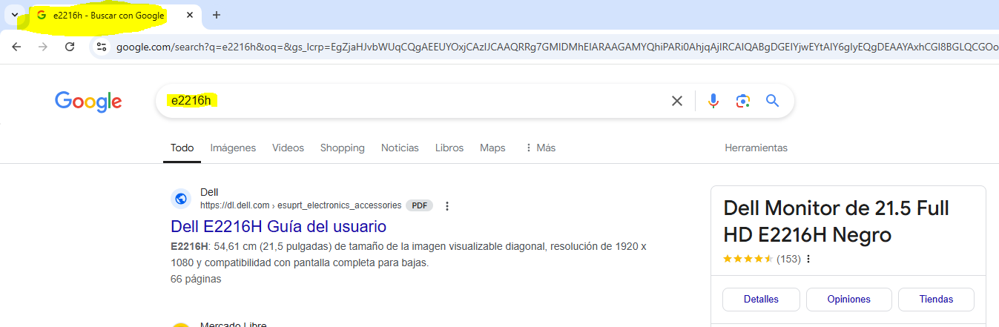 e2216h - Buscar con Google
google.com/search?q=e2216h&oq=&gs_lcrp=
Google
e2216h
Todo Imágenes Videos Shopping Noticias Libros Maps Más Herramientas
Dell
https://dl.dell.com › esuprt_electronics_accessories PDF
Dell E2216H Guía del usuario
E2216H: 54,61 cm (21,5 pulgadas) de tamaño de la imagen visualizable diagonal, resolución de 1920 x
1080 y compatibilidad con pantalla completa para bajas.
66 páginas
Mercado Libre
Dell Monitor de 21.5 Full
HD E2216H Negro
(153)
Detalles Opiniones Tiendas